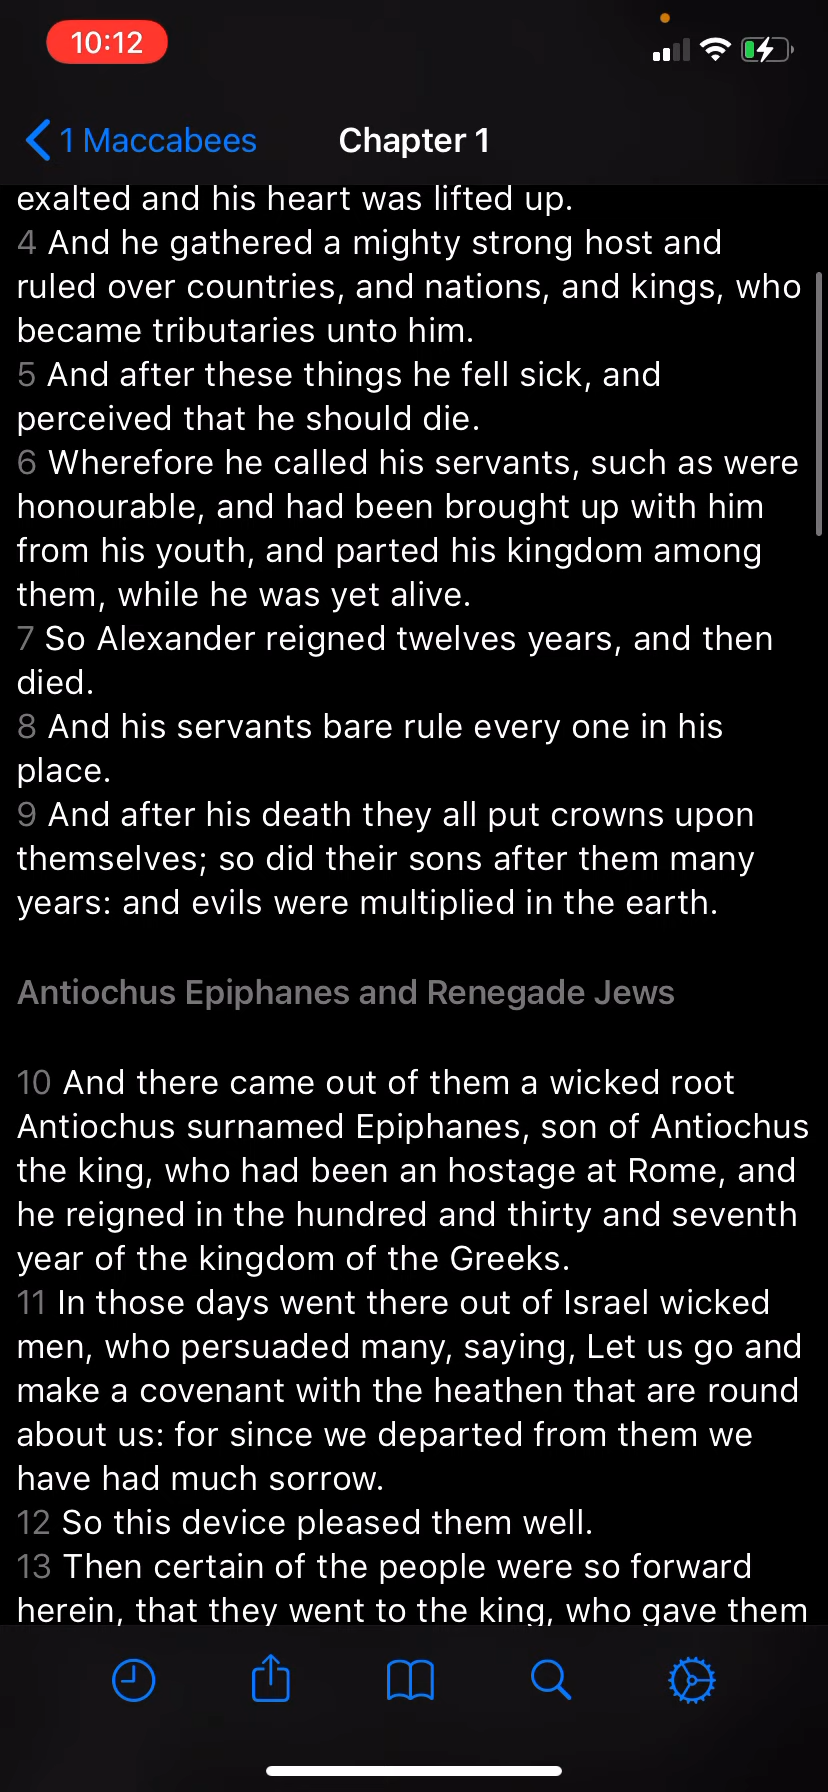 10:12
1 Maccabees
Chapter 1
exalted and his heart was lifted up.
4 And he gathered a mighty strong host and
ruled over countries, and nations, and kings, who
became tributaries unto him.
5 And after these things he fell sick, and
perceived that he should die.
6 Wherefore he called his servants, such as were
honourable, and had been brought up with him
from his youth, and parted his kingdom among
them, while he was yet alive.
7 So Alexander reigned twelves years, and then
died.
8 And his servants bare rule every one in his
place.
9 And after his death they all put crowns upon
themselves; so did their sons after them many
years: and evils were multiplied in the earth.
Antiochus Epiphanes and Renegade Jews
10 And there came out of them a wicked root
Antiochus surnamed Epiphanes, son of Antiochus
the king, who had been an hostage at Rome, and
he reigned in the hundred and thirty and seventh
year of the kingdom of the Greeks.
11 In those days went there out of Israel wicked
men, who persuaded many, saying, Let us go and
make a covenant with the heathen that are round
about us: for since we departed from them we
have had much sorrow.
12 So this device pleased them well.
13 Then certain of the people were so forward
herein, that they went to the king, who gave them